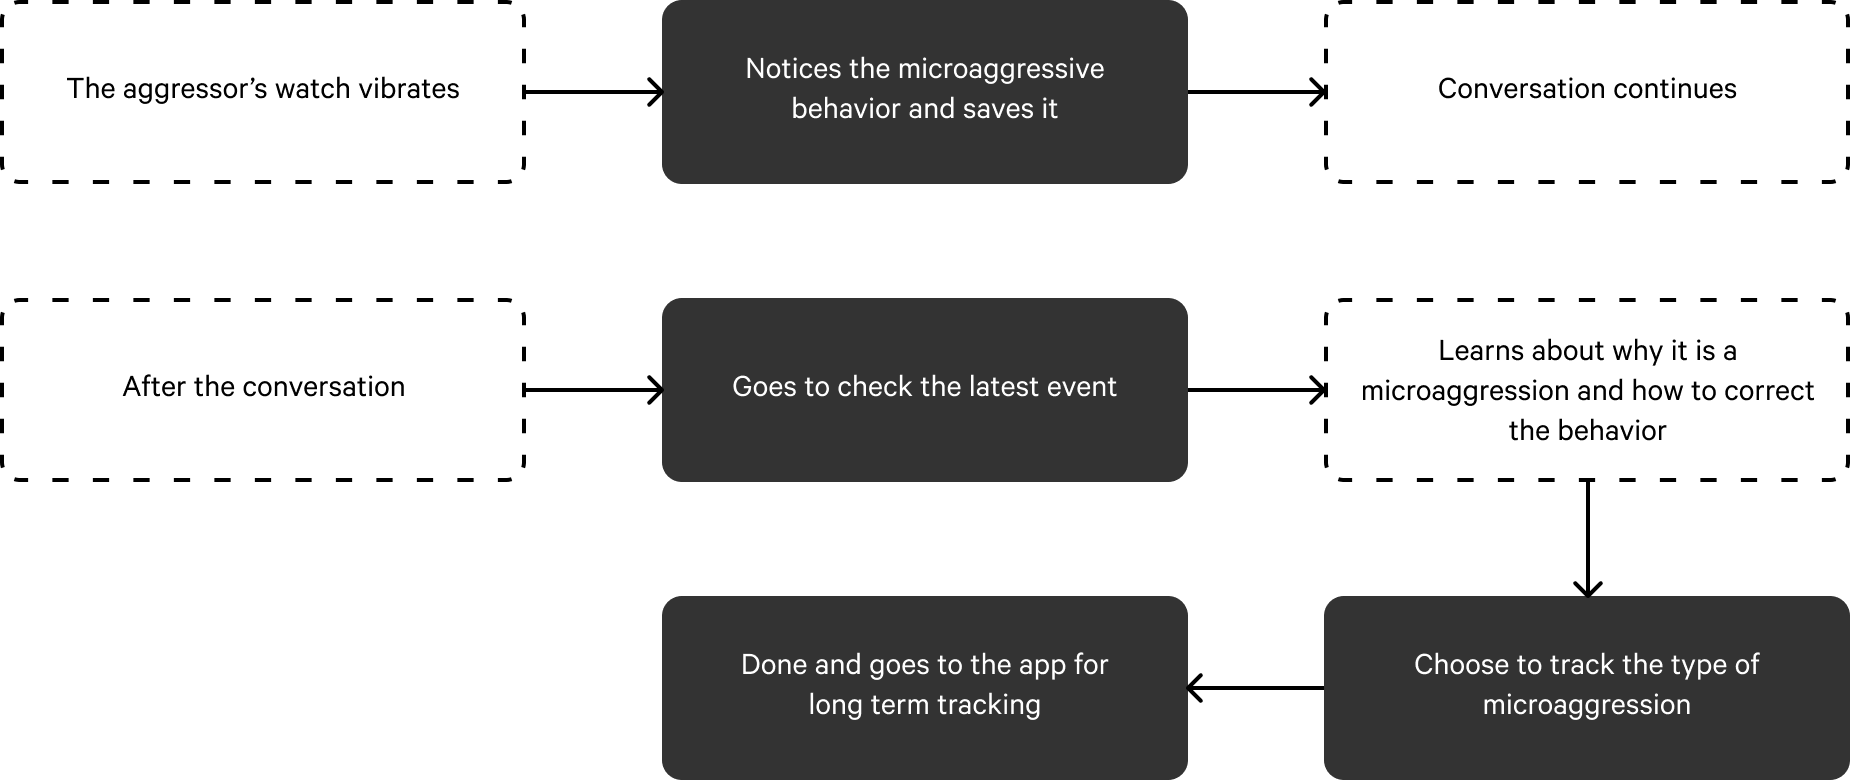 The aggressor’s watch vibrates
Notices the microaggressive
behavior and saves it
Conversation continues
After the conversation
Goes to check the latest event
Learns about why it is a
microaggression and how to correct
the behavior
Choose to track the type of
microaggression
Done and goes to the app for
long term tracking